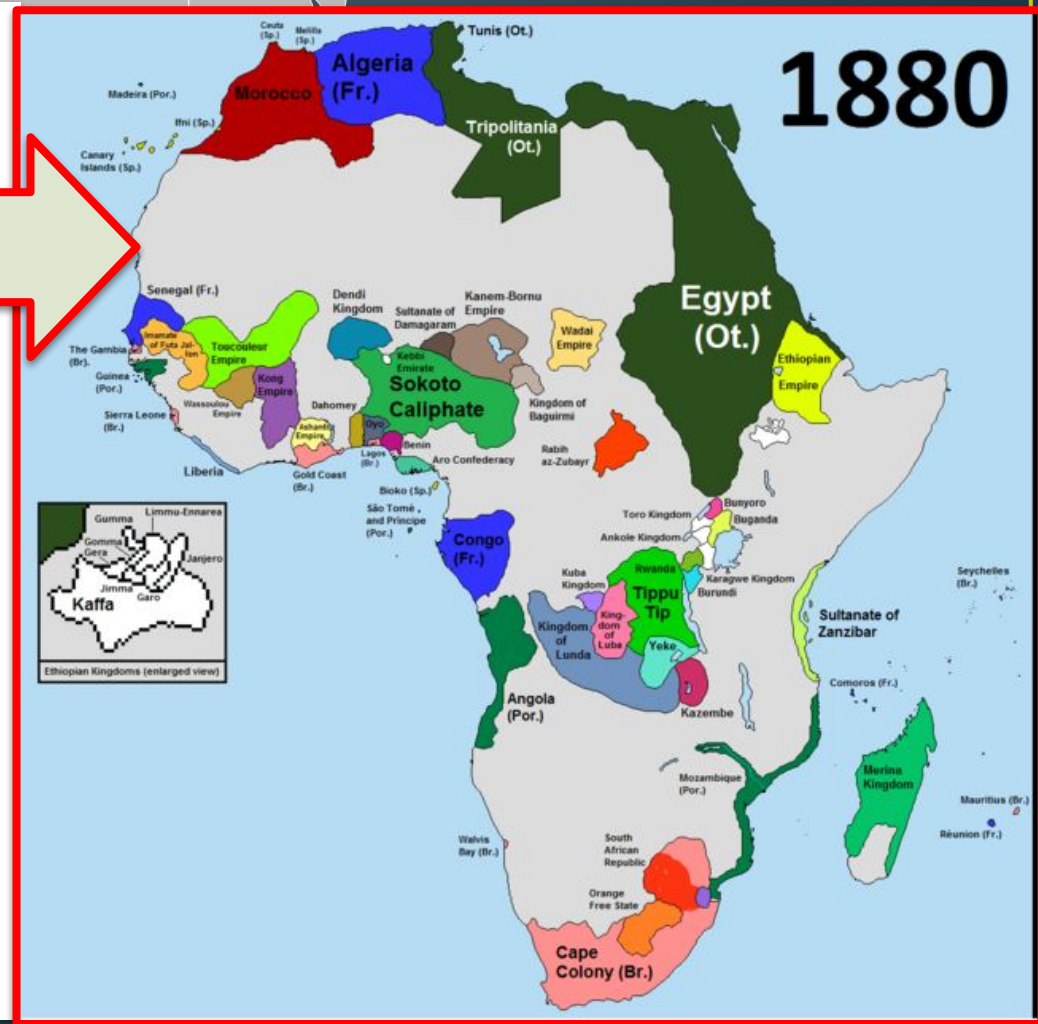 1880
Ceuta
(Sp.)
Melilla
(Sp.)
Tunis (Ot.)
Algeria
(Fr.)
Morocco
Madeira (Por.)
Ifni (Sp.)
Canary
Islands (Sp.)
Tripolitania
(Ot.)
Egypt
(Ot.)
Senegal (Fr.)
Imamate
of Futa Jal-
lon
The Gambia
(Br).
Guinea
(Por.)
Toucouleur
Empire
Wassoulou
Empire
Kong
Empire
Sierra Leone
(Br.)
Liberia
Ashanti
Empire
Gold Coast
(Br.)
Dahomey
Oyo
Lagos
(Br.)
Benin
Aro Confederacy
Dendi
Kingdom
Sultanate of
Damagaram
Kanem-Bornu
Empire
Kebbi
Emirate
Sokoto
Caliphate
Wadai
Empire
Kingdom of
Baguirmi
Rabih
az-Zubayr
Ethiopian
Empire
Bioko (Sp.)
São Tomé ,
and Principe
(Por.)
Congo
(Fr.)
Toro Kingdom
Bunyoro
Buganda
Ankole Kingdom
Rwanda
Karagwe Kingdom
Burundi
Kuba
Kingdom
Tippu
Tip
King-
dom
of
Luba
Kingdom
of
Lunda
Yeke
Kazembe
Sultanate of
Zanzibar
Seychelles
(Br.)
Comoros (Fr.)
Angola
(Por.)
Mozambique
(Por.)
Merina
Kingdom
Mauritius (Br.)
Réunion (Fr.)
Walvis
Bay (Br.)
South
African
Republic
Orange
Free State
Cape
Colony (Br.)
Limmu-Ennarea
Gumma
Gomma
Gera
Janjero
Jimma
Garo
Kaffa
Ethiopian Kingdoms (enlarged view)